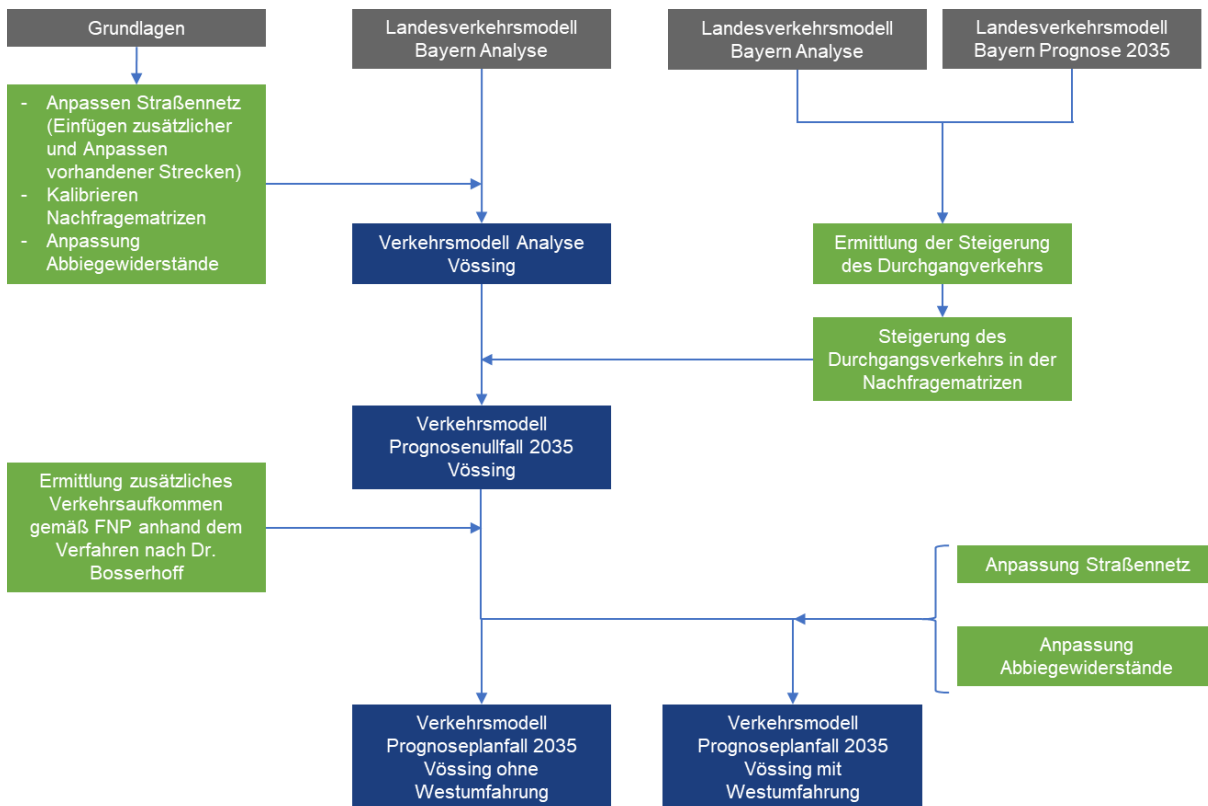 Grundlagen
Landesverkehrsmodell
Bayern Analyse
Landesverkehrsmodell
Bayern Analyse
Landesverkehrsmodell
Bayern Prognose 2035
- Anpassen Straßennetz
(Einfügen zusätzlicher
und Anpassen
vorhandener Strecken)
- Kalibrieren
Nachfragematrizen
- Anpassung
Abbiegewiderstände
Verkehrsmodell Analyse
Vössing
Ermittlung der Steigerung
des Durchgangverkehrs
Steigerung des
Durchgangsverkehrs in der
Nachfragematrizen
Verkehrsmodell
Prognosenullfall 2035
Vössing
Ermittlung zusätzliches
Verkehrsaufkommen
gemäß FNP anhand dem
Verfahren nach Dr.
Bosserhoff
Anpassung Straßennetz
Anpassung
Abbiegewiderstände
Verkehrsmodell
Prognoseplanfall 2035
Vössing ohne
Westumfahrung
Verkehrsmodell
Prognoseplanfall 2035
Vössing mit
Westumfahrung